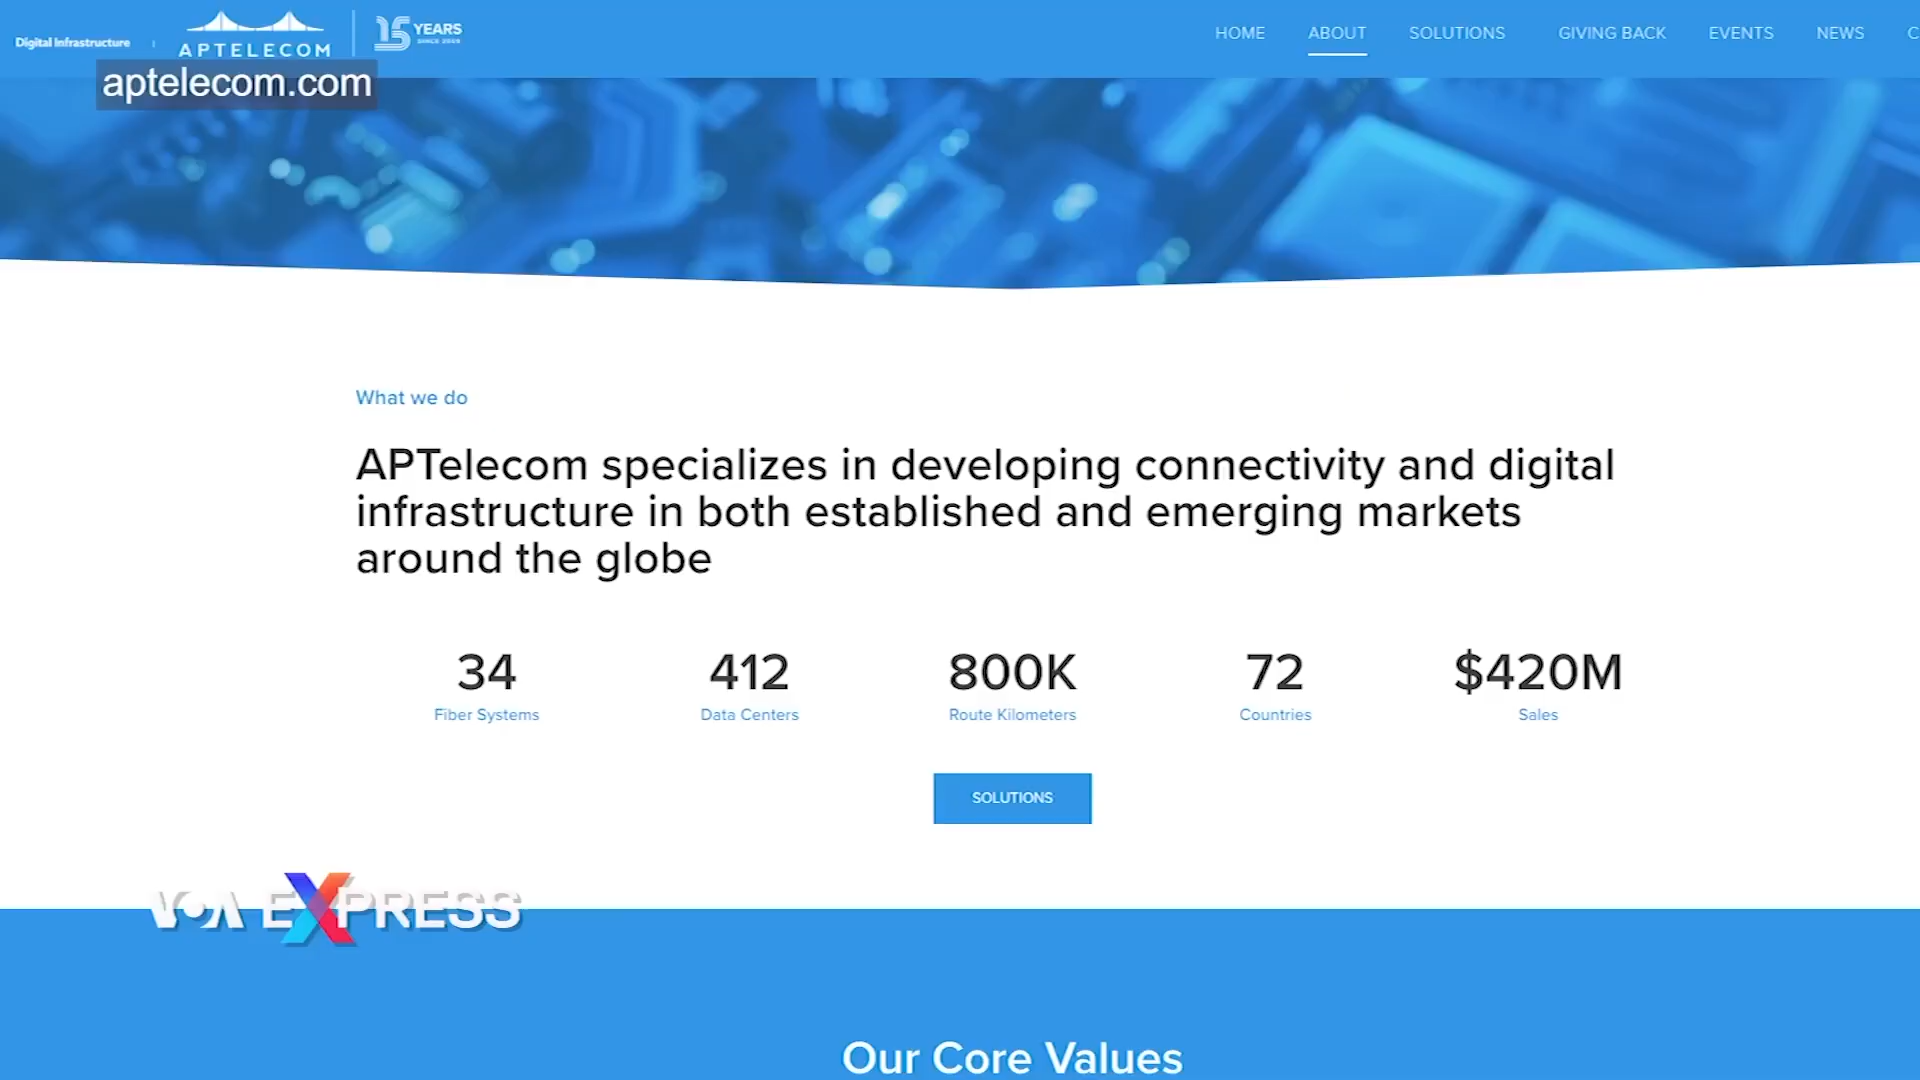 Digital Infrastructure
APTELECOM
15 YEARS
SINCE 2009
HOME
ABOUT
SOLUTIONS
GIVING BACK
EVENTS
NEWS
C
aptelecom.com
What we do
APTelecom specializes in developing connectivity and digital
infrastructure in both established and emerging markets
around the globe
34
Fiber Systems
412
Data Centers
800K
Route Kilometers
72
Countries
$420M
Sales
SOLUTIONS
VOA EXPRESS
Our Core Values